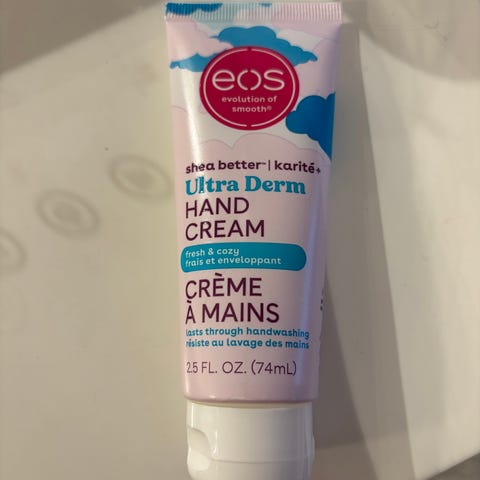 eos
evolution of
smooth®
shea better™ | karité+
Ultra Derm
HAND
CREAM
fresh & cozy
frais et enveloppant
CRÈME
À MAINS
lasts through handwashing
résiste au lavage des mains
2.5 FL. OZ. (74mL)